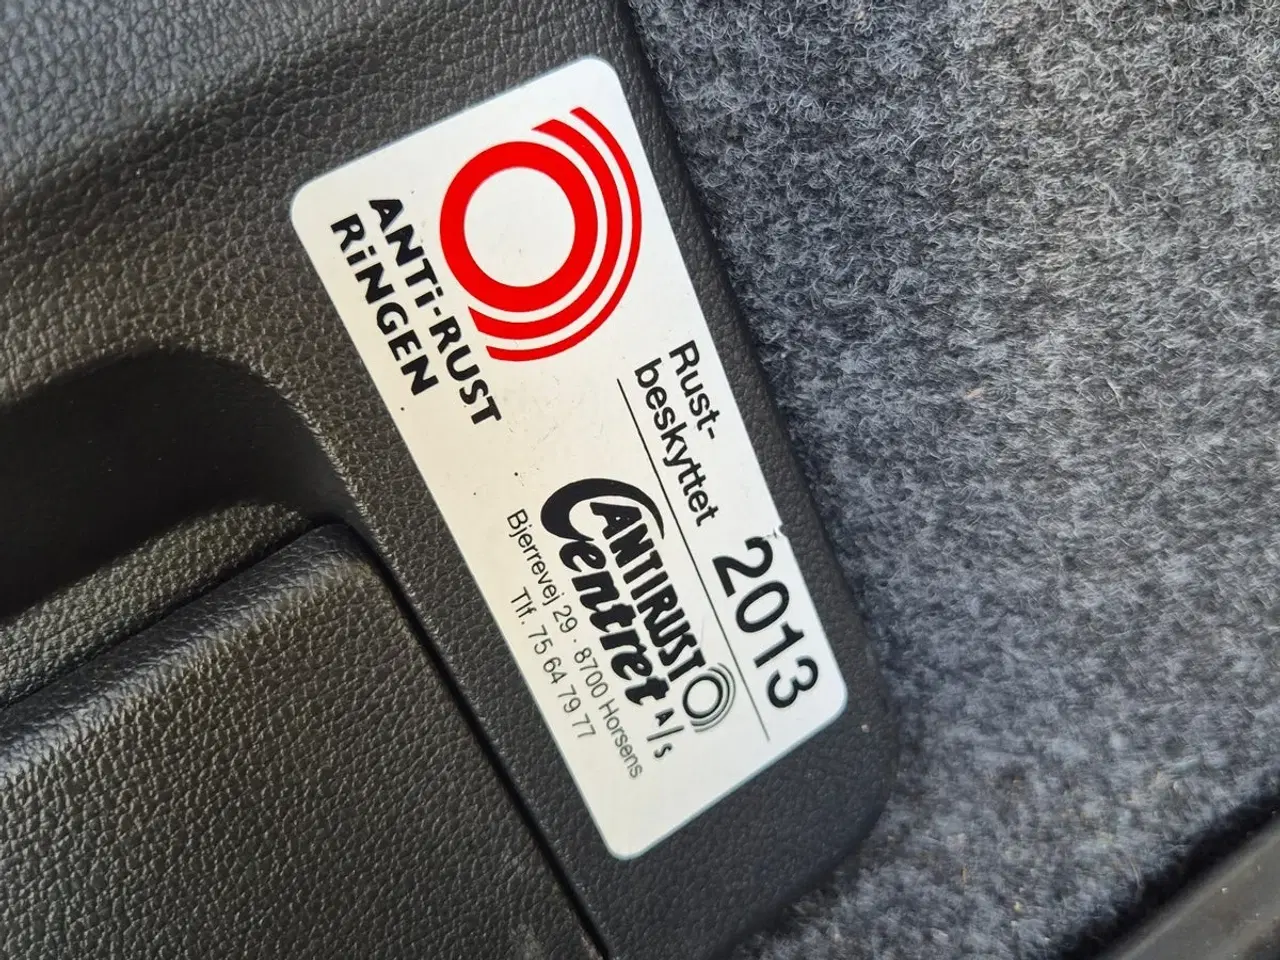 ANTi-RUST
RiNGEN
Rust-
beskyttet 2013
ANTIRUST
Centret A/S
Bjerrevej 29 · 8700 Horsens
Tlf. 75 64 79 77